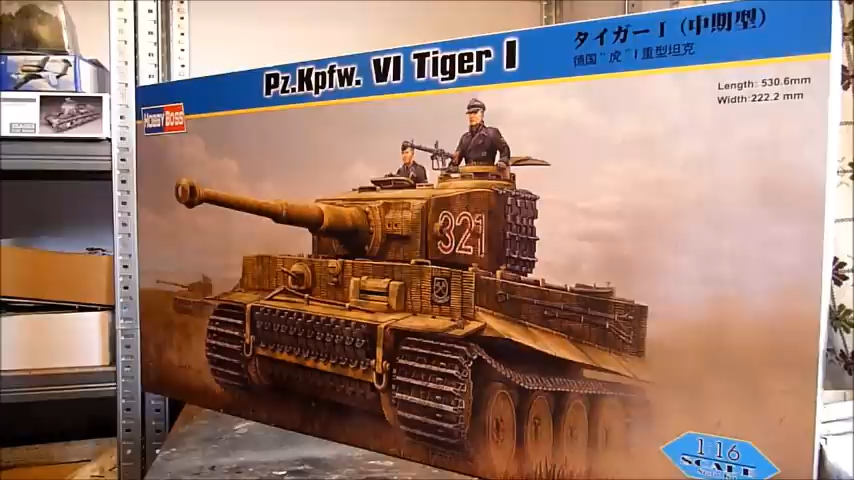 Pz.Kpfw. VI Tiger I
タイガーI（中期型）
德国"虎"I重型坦克
Length: 530.6mm
Width: 222.2 mm
HOBBY BOSS
321
1:16
SCALE